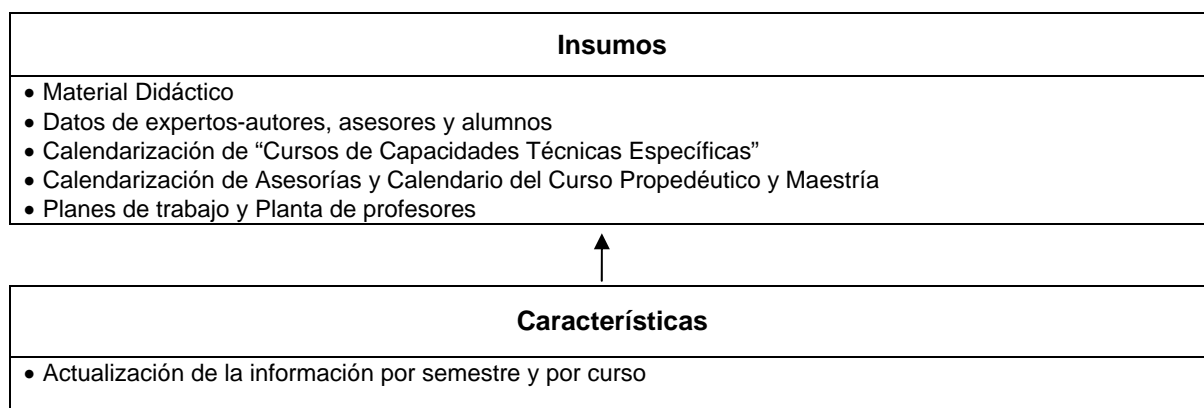 Insumos
• Material Didáctico
• Datos de expertos-autores, asesores y alumnos
• Calendarización de “Cursos de Capacidades Técnicas Específicas”
• Calendarización de Asesorías y Calendario del Curso Propedéutico y Maestría
• Planes de trabajo y Planta de profesores
Características
• Actualización de la información por semestre y por curso